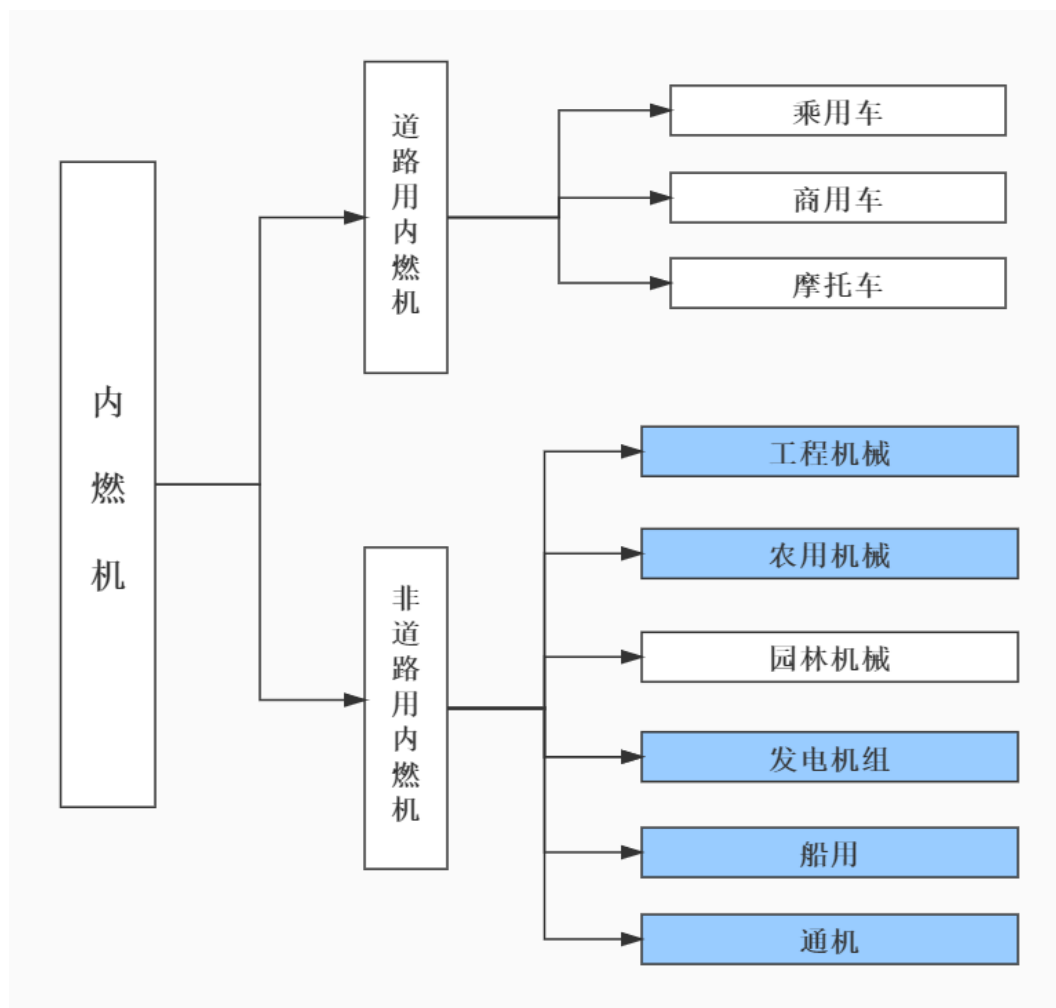 内燃机
道路用内燃机
乘用车
商用车
摩托车
非道路用内燃机
工程机械
农用机械
园林机械
发电机组
船用
通机